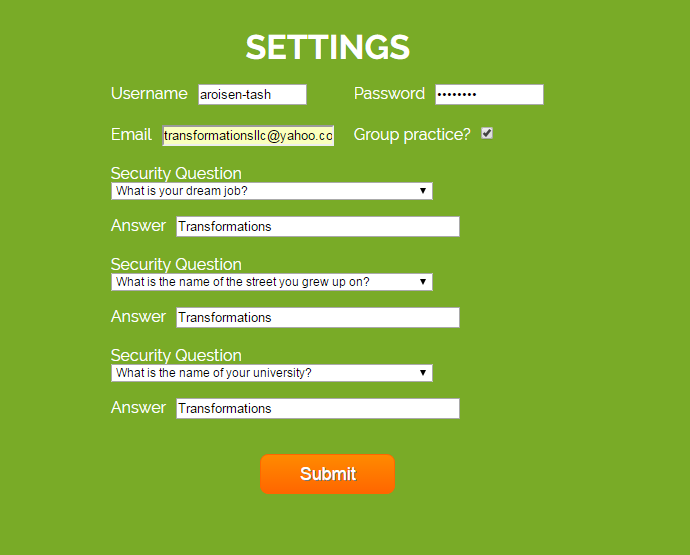 SETTINGS
Username aroisen-tash Password ••••••••
Email transformationsllc@yahoo.cc Group practice?
Security Question
What is your dream job?
Answer Transformations
Security Question
What is the name of the street you grew up on?
Answer Transformations
Security Question
What is the name of your university?
Answer Transformations
Submit